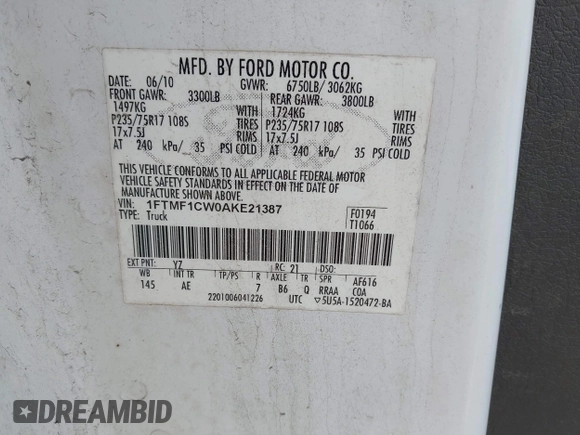 MFD. BY FORD MOTOR CO.
DATE: 06/10 GVWR: 6750LB/ 3062KG
FRONT GAWR: 3300LB REAR GAWR: 3800LB
1497KG WITH 1724KG WITH
P235/75R17 108S TIRES P235/75R17 108S TIRES
17x7.5J RIMS 17x7.5J RIMS
AT 240 kPa/ 35 PSI COLD AT 240 kPa/ 35 PSI COLD
THIS VEHICLE CONFORMS TO ALL APPLICABLE FEDERAL MOTOR
VEHICLE SAFETY STANDARDS IN EFFECT ON THE DATE OF
MANUFACTURE SHOWN ABOVE.
VIN: 1FTMF1CW0AKE21387 F0194
TYPE: Truck T1066
EXT PNT: YZ RC: 21 DSO:
WB INT TR TP/PS R AXLE TR SPR AF616
145 AE 7 B6 Q RRAA COA
2201006041226 UTC ▽5U5A-1520472-BA
DREAMBID